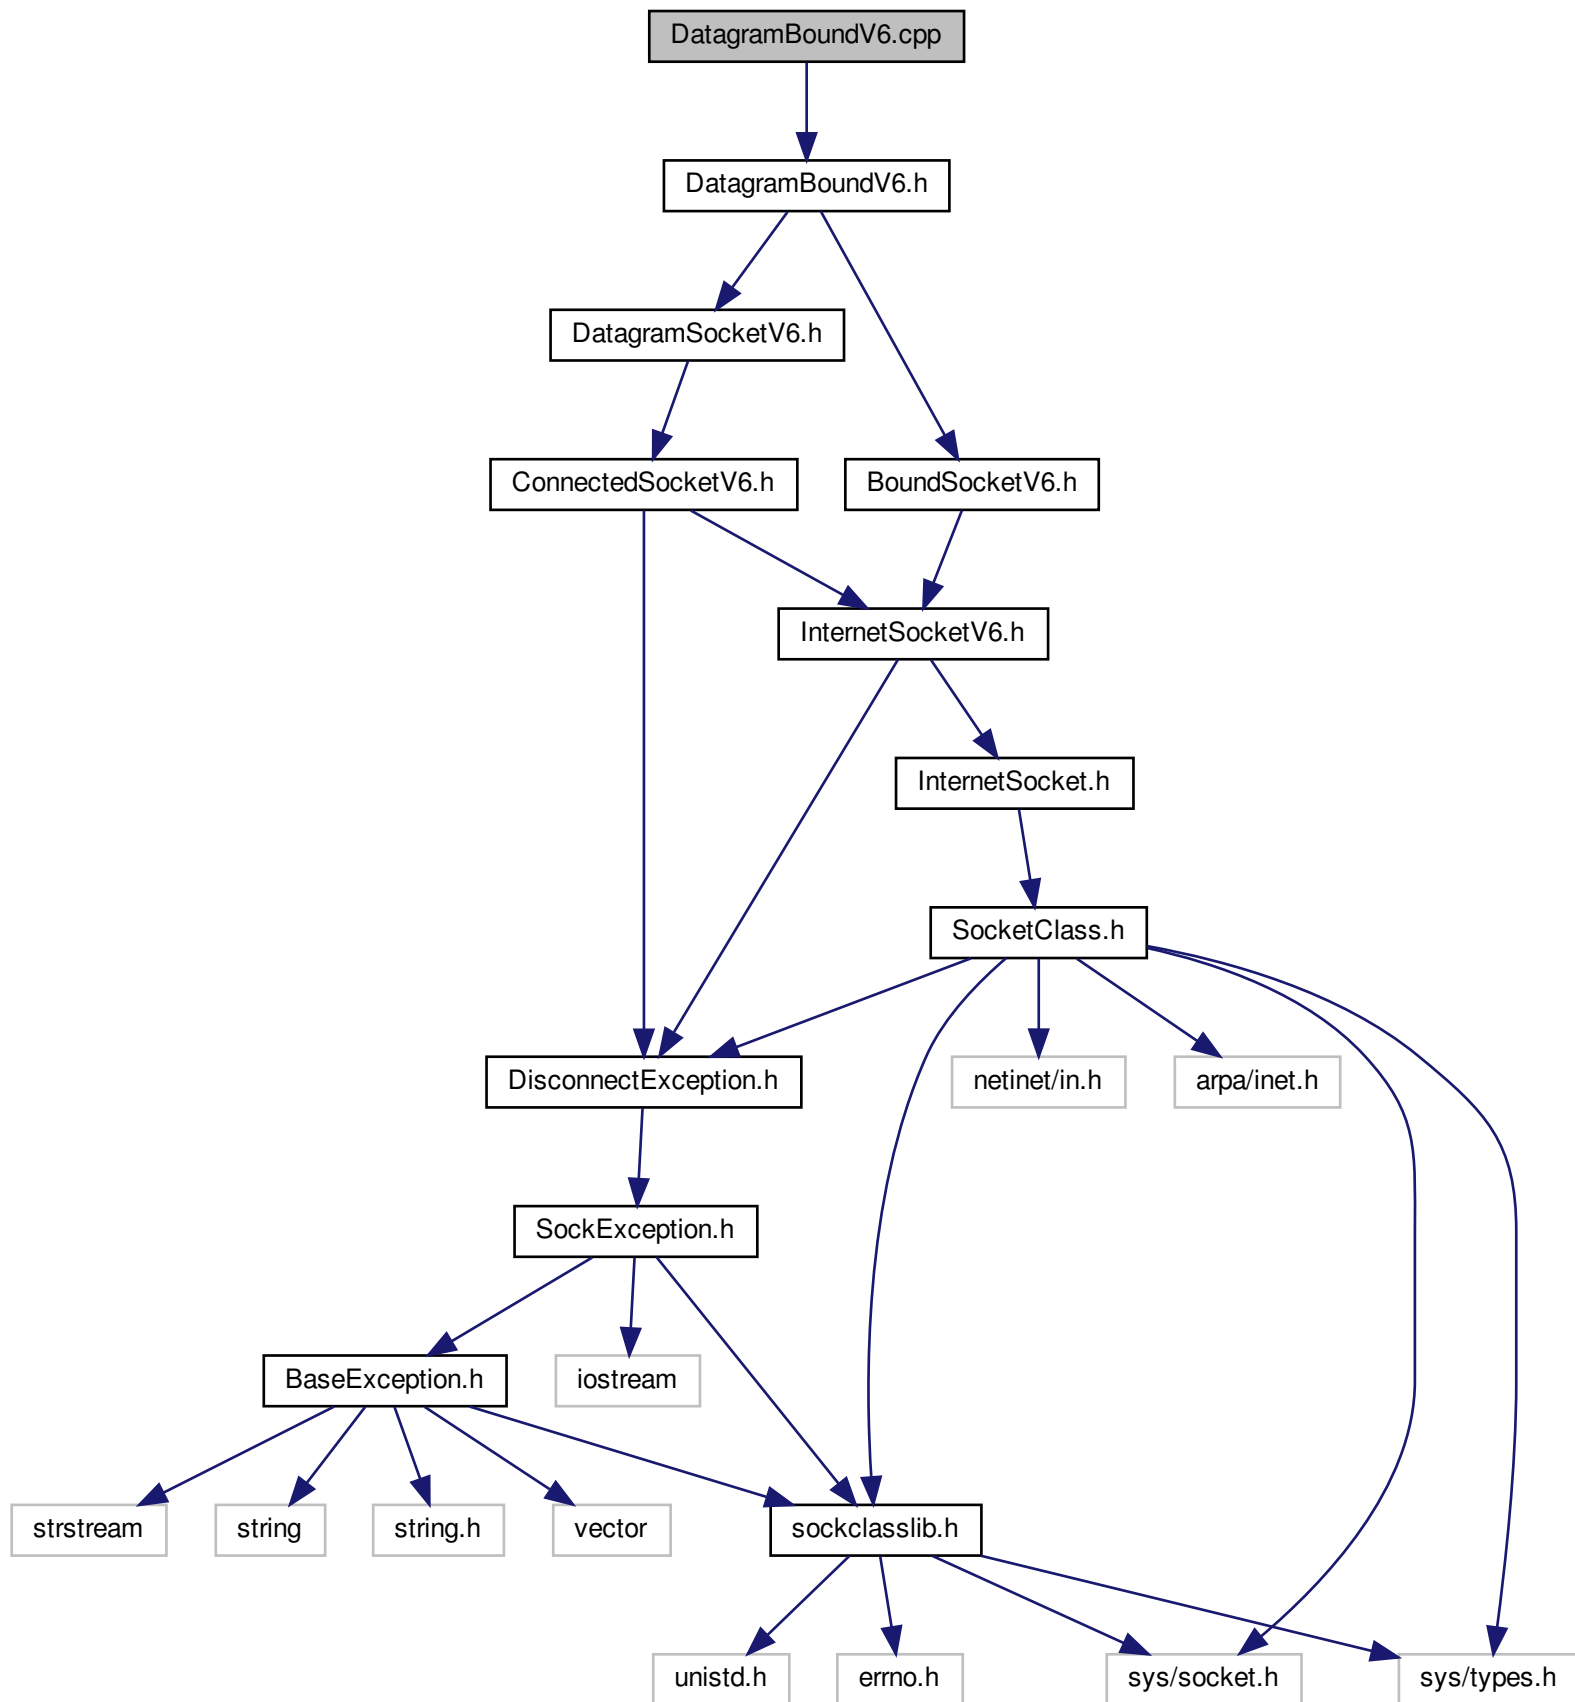 DatagramBoundV6.cpp
DatagramBoundV6.h
DatagramSocketV6.h
ConnectedSocketV6.h
BoundSocketV6.h
InternetSocketV6.h
InternetSocket.h
SocketClass.h
DisconnectException.h
netinet/in.h
arpa/inet.h
SockException.h
BaseException.h
iostream
strstream
string
string.h
vector
sockclasslib.h
unistd.h
errno.h
sys/socket.h
sys/types.h